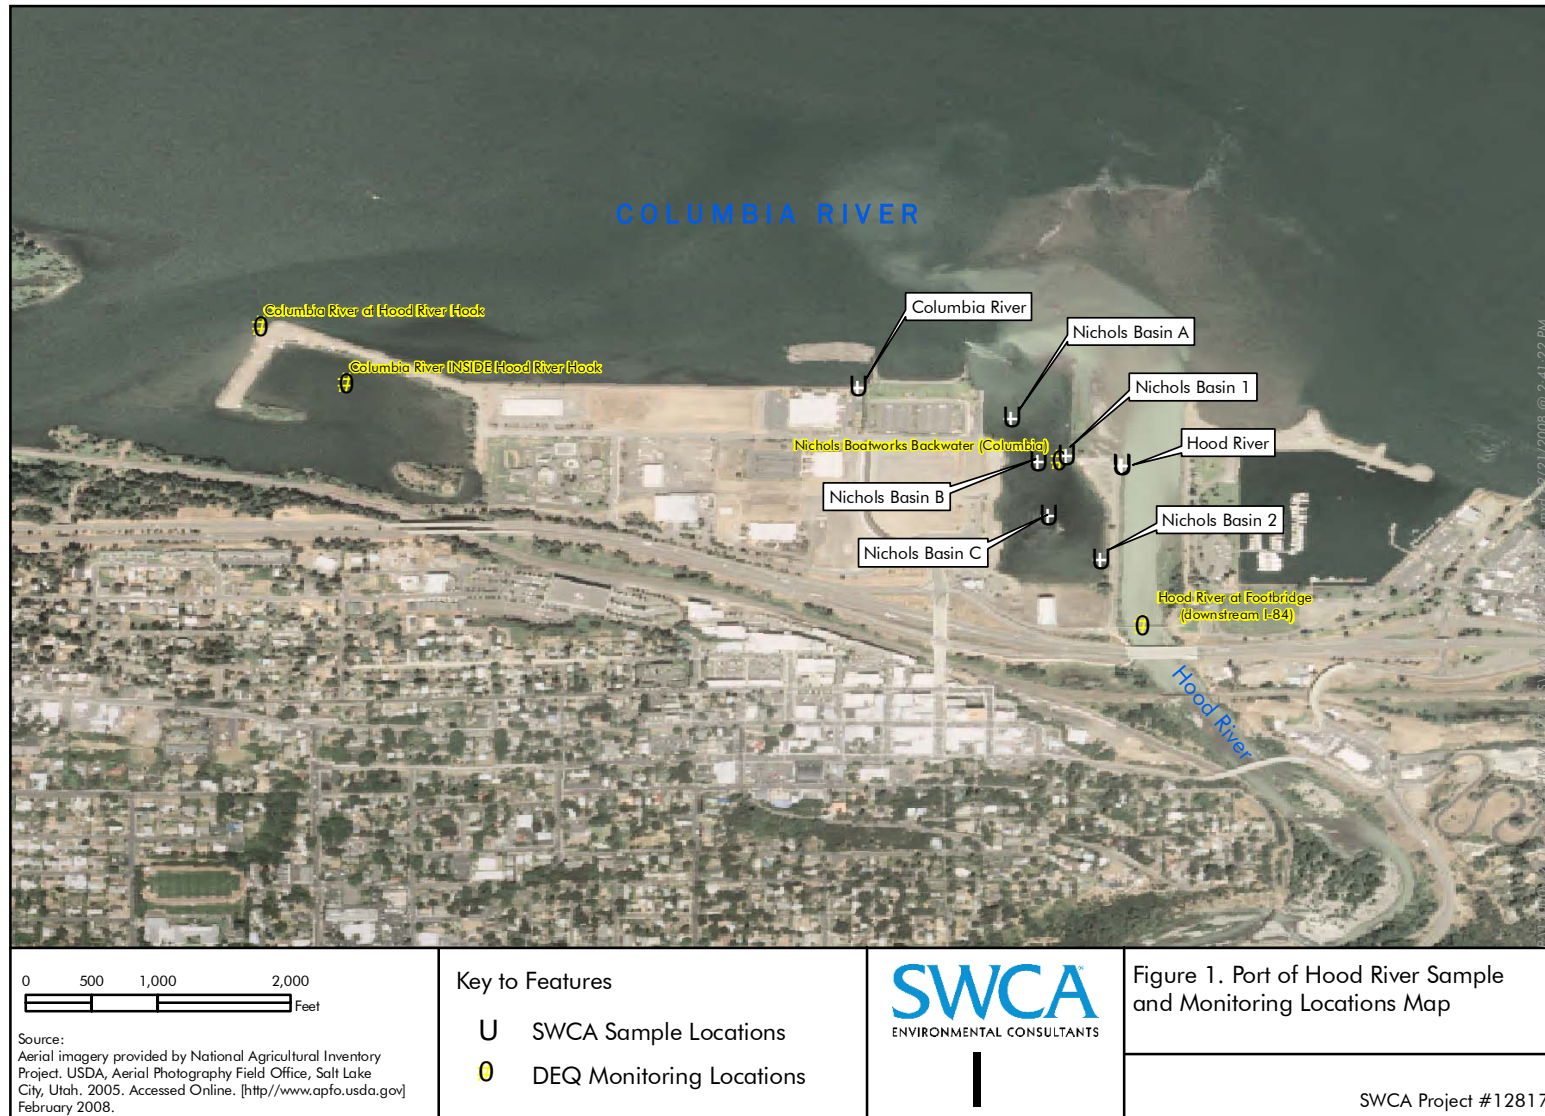 COLUMBIA RIVER
Columbia River at Hood River Hook
Columbia River INSIDE Hood River Hook
Columbia River
Nichols Basin A
Nichols Basin 1
Nichols Boatworks Backwater (Columbia)
Hood River
Nichols Basin B
Nichols Basin 2
Nichols Basin C
Hood River at Footbridge
(downstream I-84)
Hood River
0 500 1,000 2,000
Feet
Source:
Aerial imagery provided by National Agricultural Inventory
Project. USDA, Aerial Photography Field Office, Salt Lake
City, Utah. 2005. Accessed Online. [http//www.apfo.usda.gov]
February 2008.
Key to Features
U SWCA Sample Locations
0 DEQ Monitoring Locations
SWCA
ENVIRONMENTAL CONSULTANTS
Figure 1. Port of Hood River Sample
and Monitoring Locations Map
SWCA Project #12817